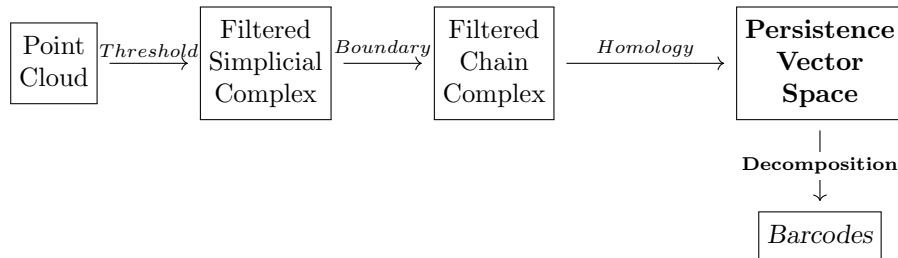 Point
Cloud
Threshold
Filtered
Simplicial
Complex
Boundary
Filtered
Chain
Complex
Homology
Persistence
Vector
Space
Decomposition
Barcodes